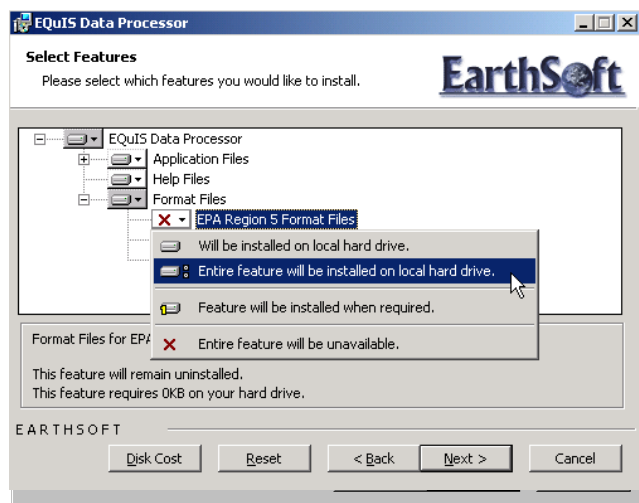 EQuIS Data Processor
Select Features
Please select which features you would like to install.
EarthSoft
EQuIS Data Processor
Application Files
Help Files
Format Files
EPA Region 5 Format Files
Will be installed on local hard drive.
Entire feature will be installed on local hard drive.
Feature will be installed when required.
Entire feature will be unavailable.
Format Files for EPA
This feature will remain uninstalled.
This feature requires 0KB on your hard drive.
EARTHSOFT
Disk Cost
Reset
< Back
Next >
Cancel